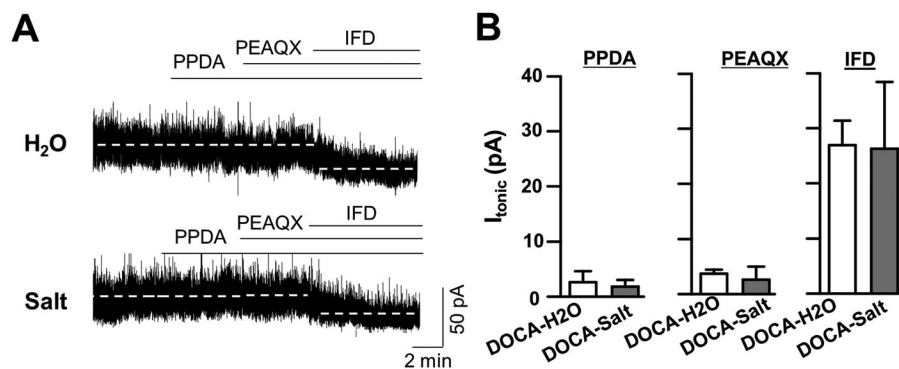 A
IFD
PEAQX
PPDA
H₂O
IFD
PEAQX
PPDA
Salt
50 pA
2 min
B
PPDA
PEAQX
IFD
40
30
20
10
0
Itonic (pA)
DOCA-H2O
DOCA-Salt
DOCA-H2O
DOCA-Salt
DOCA-H2O
DOCA-Salt